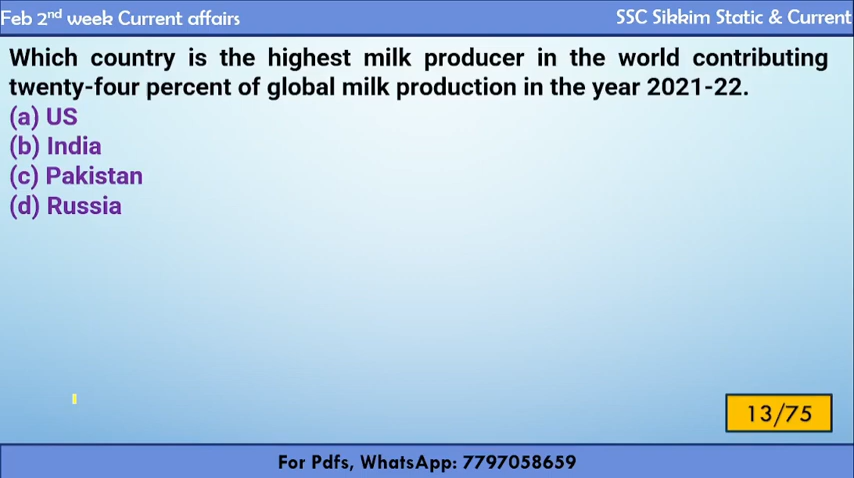 Feb 2nd week Current affairs
SSC Sikkim Static & Current
Which country is the highest milk producer in the world contributing
twenty-four percent of global milk production in the year 2021-22.
(a) US
(b) India
(c) Pakistan
(d) Russia
13/75
For Pdfs, WhatsApp: 7797058659